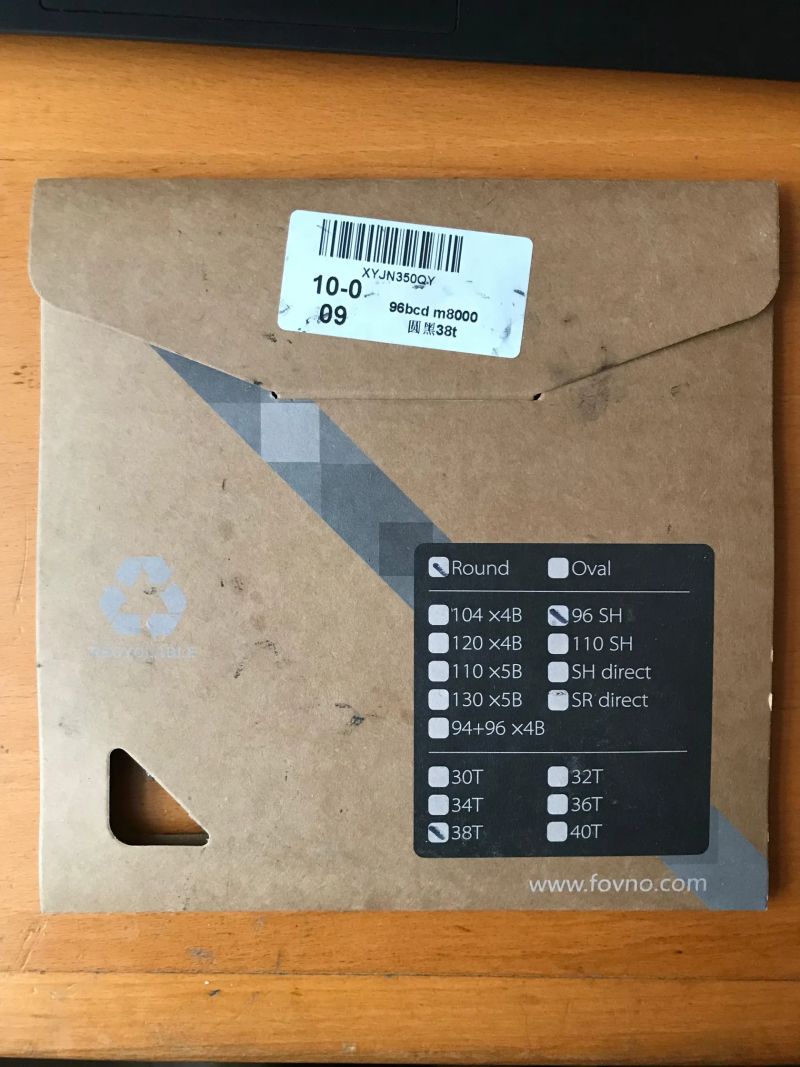 XYJN350QY
10-0
09
96bcd m8000
圆 黑38t
Round
Oval
104 ×4B
96 SH
120 ×4B
110 SH
110 ×5B
SH direct
130 ×5B
SR direct
94+96 ×4B
30T
32T
34T
36T
38T
40T
RECYCLIBLE
www.fovno.com